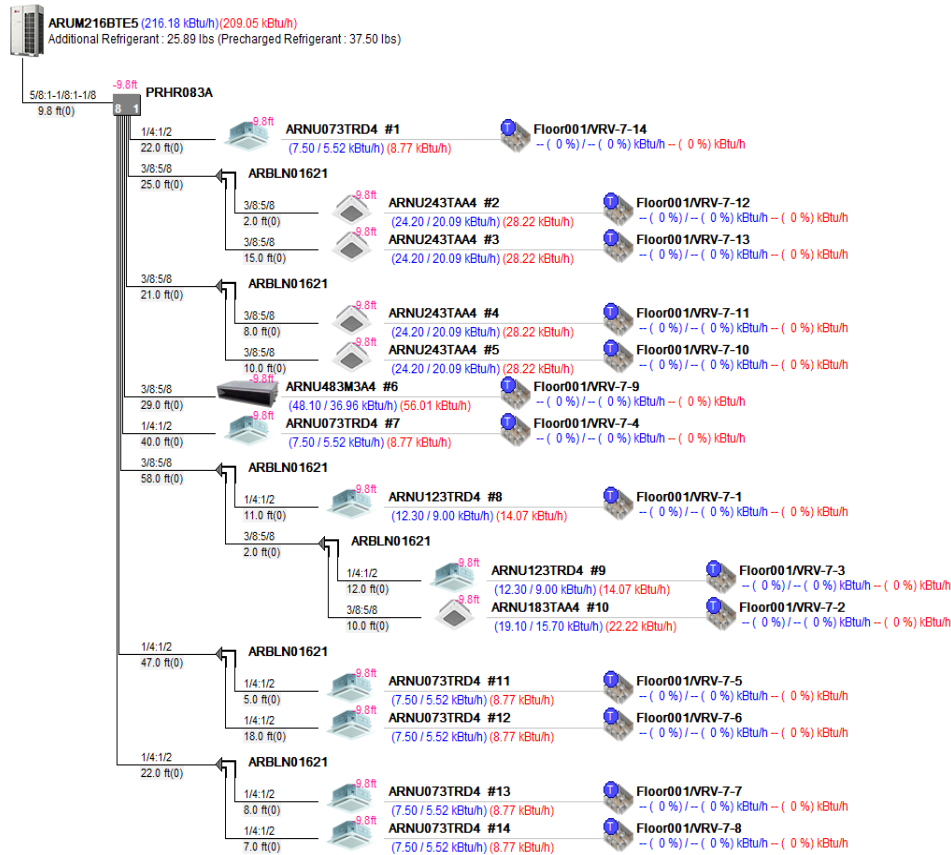 ARUM216BTE5 (216.18 kBtu/h)(209.05 kBtu/h)
Additional Refrigerant : 25.89 lbs (Precharged Refrigerant : 37.50 lbs)
-9.8ft
5/8:1-1/8:1-1/8
9.8 ft(0)
8 1
PRHR083A
1/4:1/2
22.0 ft(0)
-9.8ft
ARNU073TRD4 #1
(7.50 / 5.52 kBtu/h) (8.77 kBtu/h)
T
Floor001/VRV-7-14
-- ( 0 %) / -- ( 0 %) kBtu/h -- ( 0 %) kBtu/h
3/8:5/8
25.0 ft(0)
ARBLN01621
3/8:5/8
2.0 ft(0)
-9.8ft
ARNU243TAA4 #2
(24.20 / 20.09 kBtu/h) (28.22 kBtu/h)
T
Floor001/VRV-7-12
-- ( 0 %) / -- ( 0 %) kBtu/h -- ( 0 %) kBtu/h
3/8:5/8
15.0 ft(0)
-9.8ft
ARNU243TAA4 #3
(24.20 / 20.09 kBtu/h) (28.22 kBtu/h)
T
Floor001/VRV-7-13
-- ( 0 %) / -- ( 0 %) kBtu/h -- ( 0 %) kBtu/h
3/8:5/8
21.0 ft(0)
ARBLN01621
3/8:5/8
8.0 ft(0)
-9.8ft
ARNU243TAA4 #4
(24.20 / 20.09 kBtu/h) (28.22 kBtu/h)
T
Floor001/VRV-7-11
-- ( 0 %) / -- ( 0 %) kBtu/h -- ( 0 %) kBtu/h
3/8:5/8
10.0 ft(0)
-9.8ft
ARNU243TAA4 #5
(24.20 / 20.09 kBtu/h) (28.22 kBtu/h)
T
Floor001/VRV-7-10
-- ( 0 %) / -- ( 0 %) kBtu/h -- ( 0 %) kBtu/h
3/8:5/8
29.0 ft(0)
-9.8ft
ARNU483M3A4 #6
(48.10 / 36.96 kBtu/h) (56.01 kBtu/h)
T
Floor001/VRV-7-9
-- ( 0 %) / -- ( 0 %) kBtu/h -- ( 0 %) kBtu/h
1/4:1/2
40.0 ft(0)
-9.8ft
ARNU073TRD4 #7
(7.50 / 5.52 kBtu/h) (8.77 kBtu/h)
T
Floor001/VRV-7-4
-- ( 0 %) / -- ( 0 %) kBtu/h -- ( 0 %) kBtu/h
3/8:5/8
58.0 ft(0)
ARBLN01621
1/4:1/2
11.0 ft(0)
-9.8ft
ARNU123TRD4 #8
(12.30 / 9.00 kBtu/h) (14.07 kBtu/h)
T
Floor001/VRV-7-1
-- ( 0 %) / -- ( 0 %) kBtu/h -- ( 0 %) kBtu/h
3/8:5/8
2.0 ft(0)
ARBLN01621
1/4:1/2
12.0 ft(0)
-9.8ft
ARNU123TRD4 #9
(12.30 / 9.00 kBtu/h) (14.07 kBtu/h)
T
Floor001/VRV-7-3
-- ( 0 %) / -- ( 0 %) kBtu/h -- ( 0 %) kBtu/h
3/8:5/8
10.0 ft(0)
-9.8ft
ARNU183TAA4 #10
(19.10 / 15.70 kBtu/h) (22.22 kBtu/h)
T
Floor001/VRV-7-2
-- ( 0 %) / -- ( 0 %) kBtu/h -- ( 0 %) kBtu/h
1/4:1/2
47.0 ft(0)
ARBLN01621
1/4:1/2
5.0 ft(0)
-9.8ft
ARNU073TRD4 #11
(7.50 / 5.52 kBtu/h) (8.77 kBtu/h)
T
Floor001/VRV-7-5
-- ( 0 %) / -- ( 0 %) kBtu/h -- ( 0 %) kBtu/h
1/4:1/2
18.0 ft(0)
-9.8ft
ARNU073TRD4 #12
(7.50 / 5.52 kBtu/h) (8.77 kBtu/h)
T
Floor001/VRV-7-6
-- ( 0 %) / -- ( 0 %) kBtu/h -- ( 0 %) kBtu/h
1/4:1/2
22.0 ft(0)
ARBLN01621
1/4:1/2
8.0 ft(0)
-9.8ft
ARNU073TRD4 #13
(7.50 / 5.52 kBtu/h) (8.77 kBtu/h)
T
Floor001/VRV-7-7
-- ( 0 %) / -- ( 0 %) kBtu/h -- ( 0 %) kBtu/h
1/4:1/2
7.0 ft(0)
-9.8ft
ARNU073TRD4 #14
(7.50 / 5.52 kBtu/h) (8.77 kBtu/h)
T
Floor001/VRV-7-8
-- ( 0 %) / -- ( 0 %) kBtu/h -- ( 0 %) kBtu/h